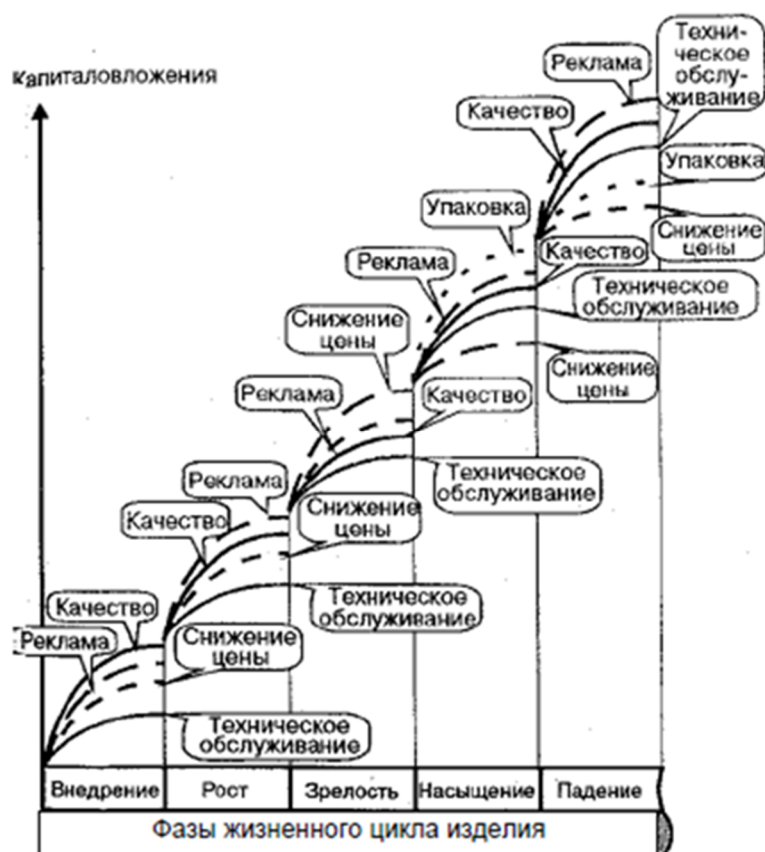 Капиталовложения
Техни-
ческое
обслу-
живание
Реклама
Качество
Упаковка
Снижение
цены
Упаковка
Реклама
Качество
Техническое
обслуживание
Снижение
цены
Снижение
цены
Реклама
Качество
Техническое
обслуживание
Реклама
Качество
Снижение
цены
Техническое
обслуживание
Качество
Реклама
Снижение
цены
Техническое
обслуживание
Внедрение Рост Зрелость Насыщение Падение
Фазы жизненного цикла изделия